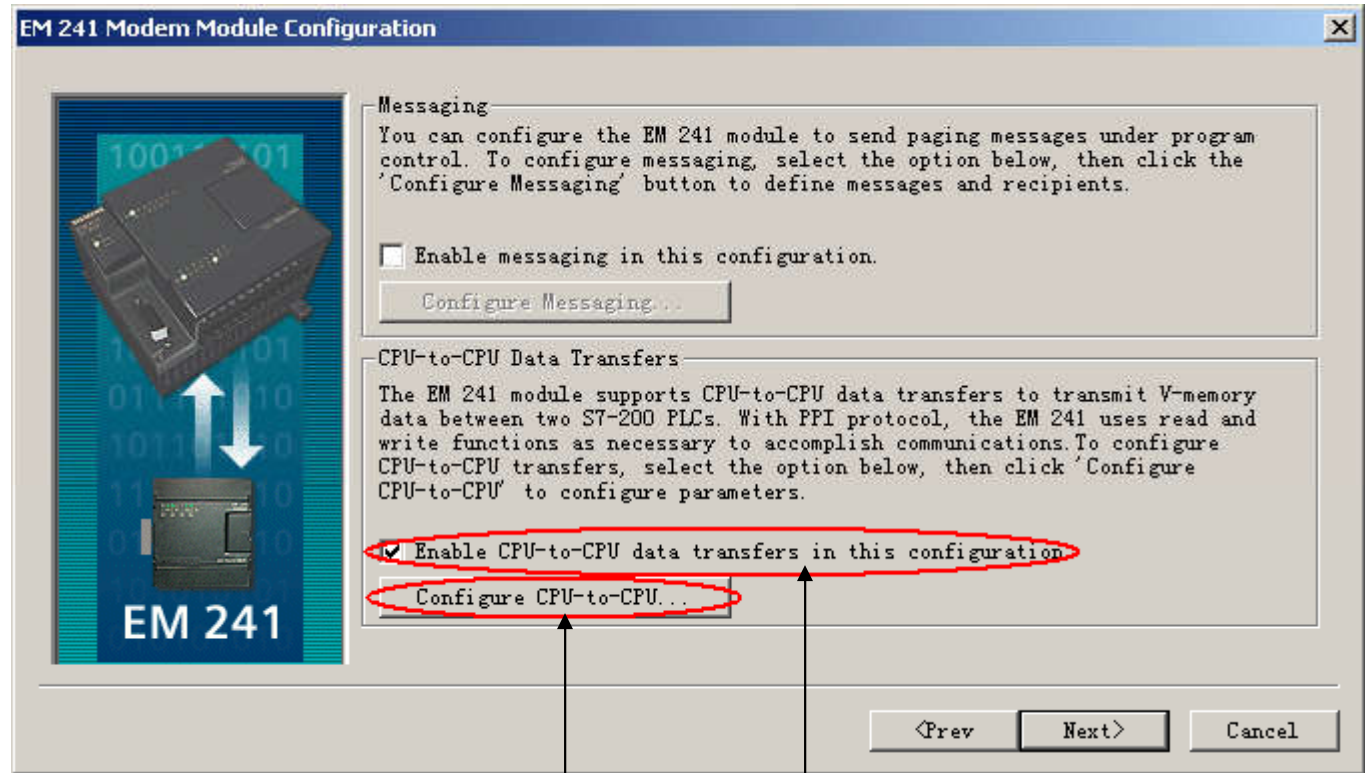 EM 241 Modem Module Configuration
Messaging
You can configure the EM 241 module to send paging messages under program
control. To configure messaging, select the option below, then click the
'Configure Messaging' button to define messages and recipients.
Enable messaging in this configuration.
Configure Messaging...
CPU-to-CPU Data Transfers
The EM 241 module supports CPU-to-CPU data transfers to transmit V-memory
data between two S7-200 PLCs. With PPI protocol, the EM 241 uses read and
write functions as necessary to accomplish communications.To configure
CPU-to-CPU transfers, select the option below, then click 'Configure
CPU-to-CPU' to configure parameters.
Enable CPU-to-CPU data transfers in this configuration
Configure CPU-to-CPU...
EM 241
<Prev
Next>
Cancel